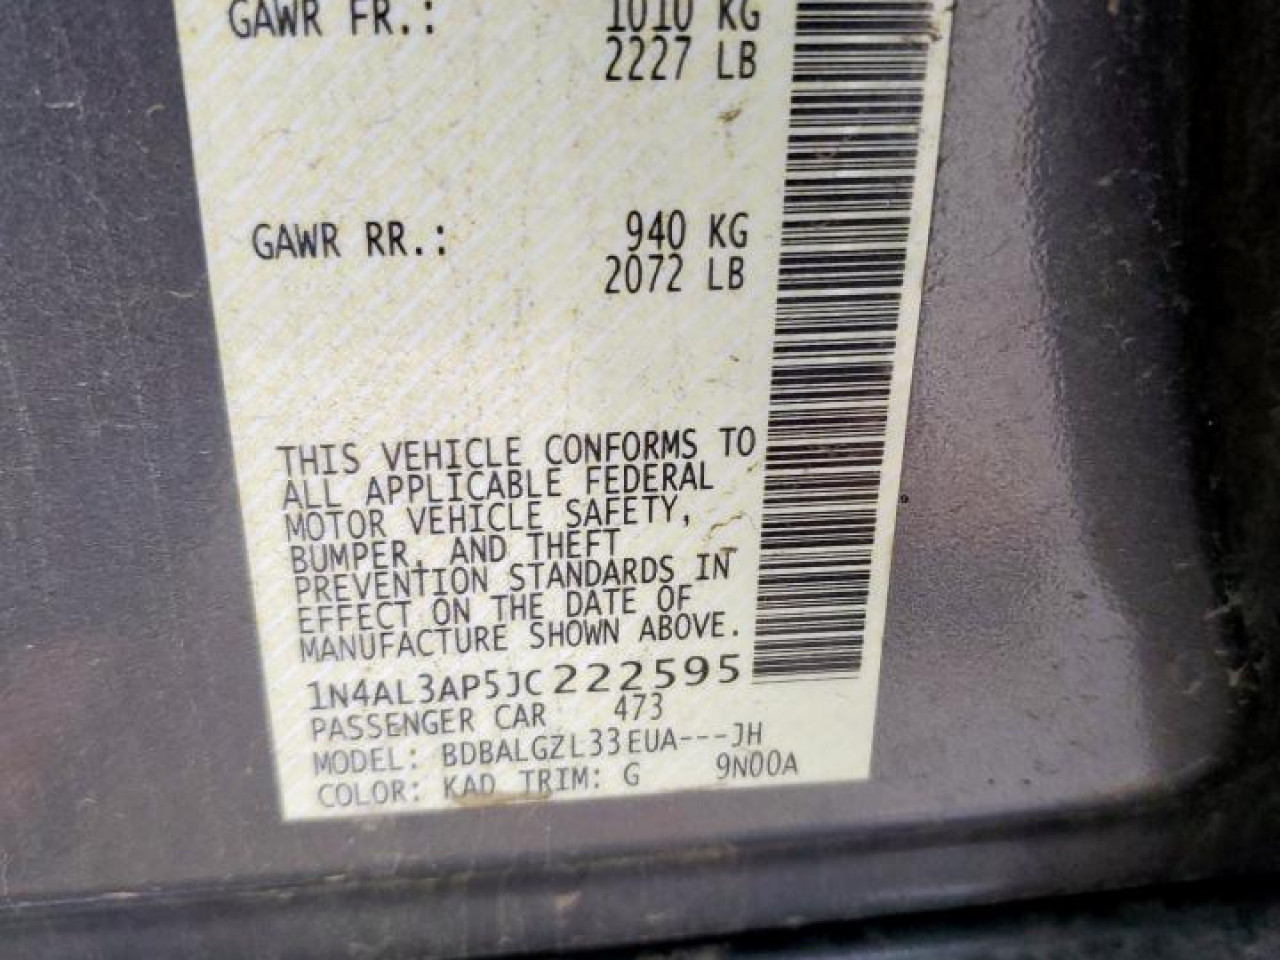 GAWR FR.: 1010 KG
2227 LB
GAWR RR.: 940 KG
2072 LB
THIS VEHICLE CONFORMS TO
ALL APPLICABLE FEDERAL
MOTOR VEHICLE SAFETY,
BUMPER, AND THEFT
PREVENTION STANDARDS IN
EFFECT ON THE DATE OF
MANUFACTURE SHOWN ABOVE.
1N4AL3AP5JC222595
PASSENGER CAR 473
MODEL: BDBALGZL33EUA---JH
COLOR: KAD TRIM: G 9N00A